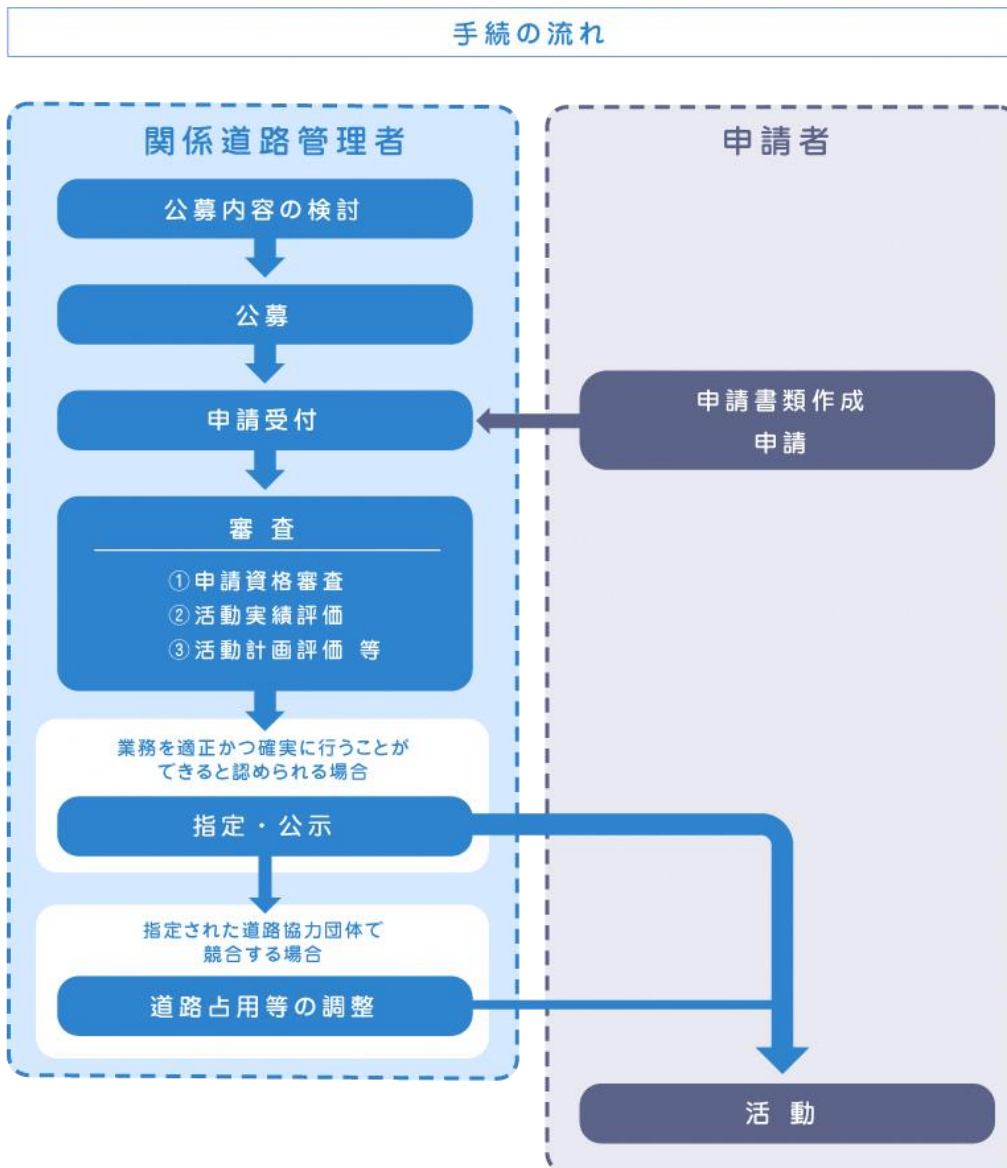 手続の流れ
関係道路管理者
公募内容の検討
公募
申請受付
審査
①申請資格審査
②活動実績評価
③活動計画評価 等
業務を適正かつ確実に行うことが
できると認められる場合
指定・公示
指定された道路協力団体で
競合する場合
道路占用等の調整
申請者
申請書類作成
申請
活動